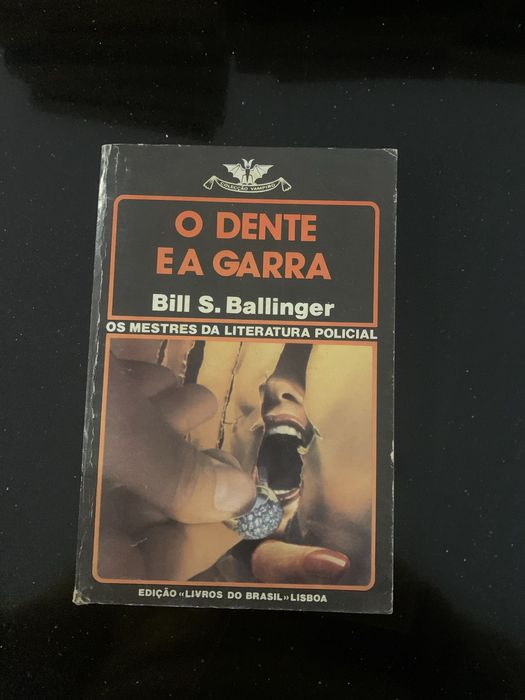 COLECÇÃO VAMPIRO
O DENTE
E A GARRA
Bill S. Ballinger
OS MESTRES DA LITERATURA POLICIAL
EDIÇÃO «LIVROS DO BRASIL» LISBOA